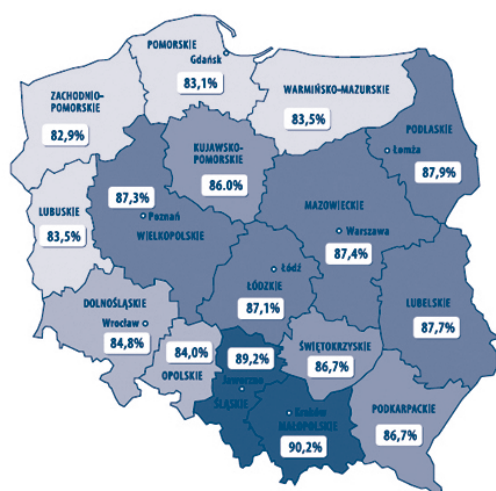 POMORSKIE
Gdańsk
83,1%
ZACHODNIO-
POMORSKIE
82,9%
WARMIŃSKO-MAZURSKIE
83,5%
PODLASKIE
Łomża
87,9%
KUJAWSKO-
POMORSKIE
86.0%
87,3%
Poznań
WIELKOPOLSKIE
LUBUSKIE
83,5%
MAZOWIECKIE
Warszawa
87,4%
Łódź
ŁÓDZKIE
87,1%
LUBELSKIE
87,7%
DOLNOŚLĄSKIE
Wrocław
84,8%
84,0%
OPOLSKIE
89,2%
Jaworzno
ŚLĄSKIE
ŚWIĘTOKRZYSKIE
86,7%
Kraków
MAŁOPOLSKIE
90,2%
PODKARPACKIE
86,7%